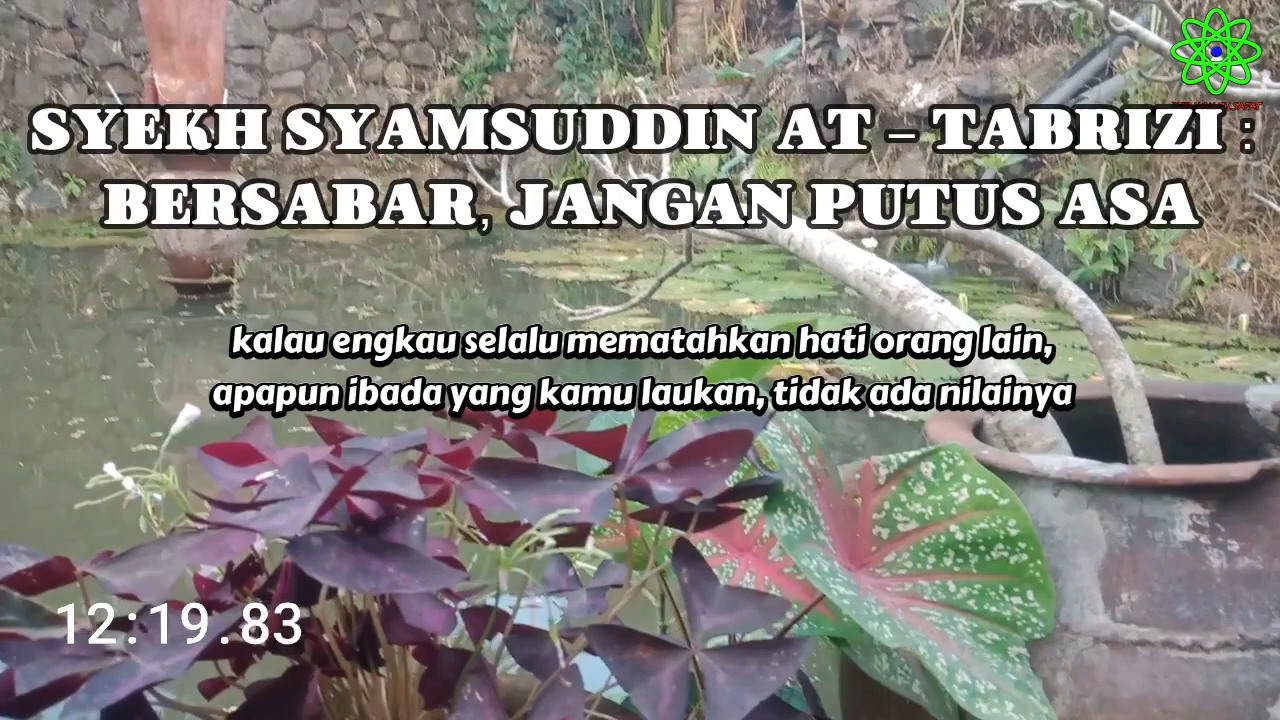 SYEKH SYAMSUDDIN AT – TABRIZI :
BERSABAR, JANGAN PUTUS ASA
kalau engkau selalu mematahkan hati orang lain,
apapun ibada yang kamu laukan, tidak ada nilainya
12:19.83